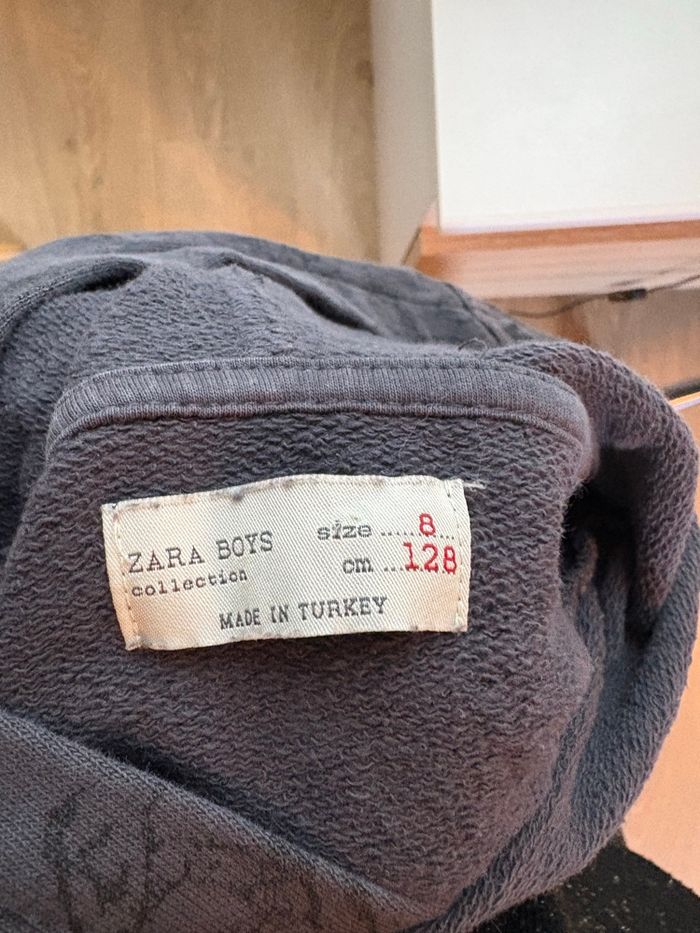 ZARA BOYS
collection
size ..... 8 ...
cm ... 128
MADE IN TURKEY